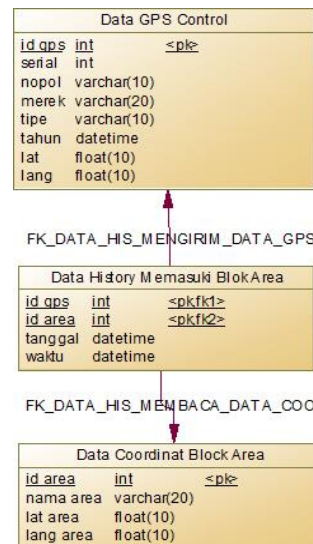 Data GPS Control
id gps int <pk>
serial int
nopol varchar(10)
merek varchar(20)
tipe varchar(10)
tahun datetime
lat float(10)
lang float(10)
FK_DATA_HIS_MENGIRIM_DATA_GPS
Data History Memasuki Blok Area
id gps int <pk,fk1>
id area int <pk,fk2>
tanggal datetime
waktu datetime
FK_DATA_HIS_MEMBACA_DATA_COO
Data Coordinat Block Area
id area int <pk>
nama area varchar(20)
lat area float(10)
lang area float(10)